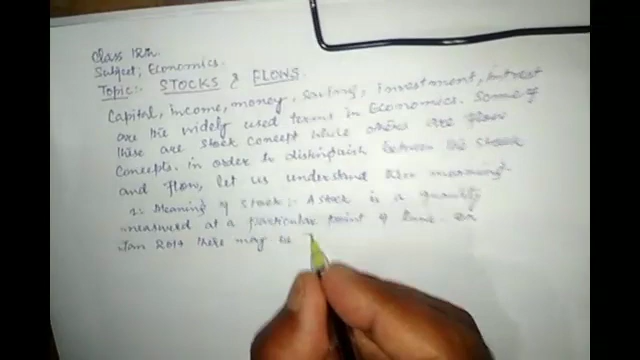 Class 12th.
Subject; Economics.
Topic:- STOCKS & FLOWS
Capital, income, money, saving, investment, interest
are the widely used terms in Economics. Some of
these are stock concept while others are flow
concepts. In order to distinguish between the stock
and flow, let us understand their meaning
1. Meaning of Stock:- A stock is a quantity
measured at a particular point of time. On
Jan 2017 there may be